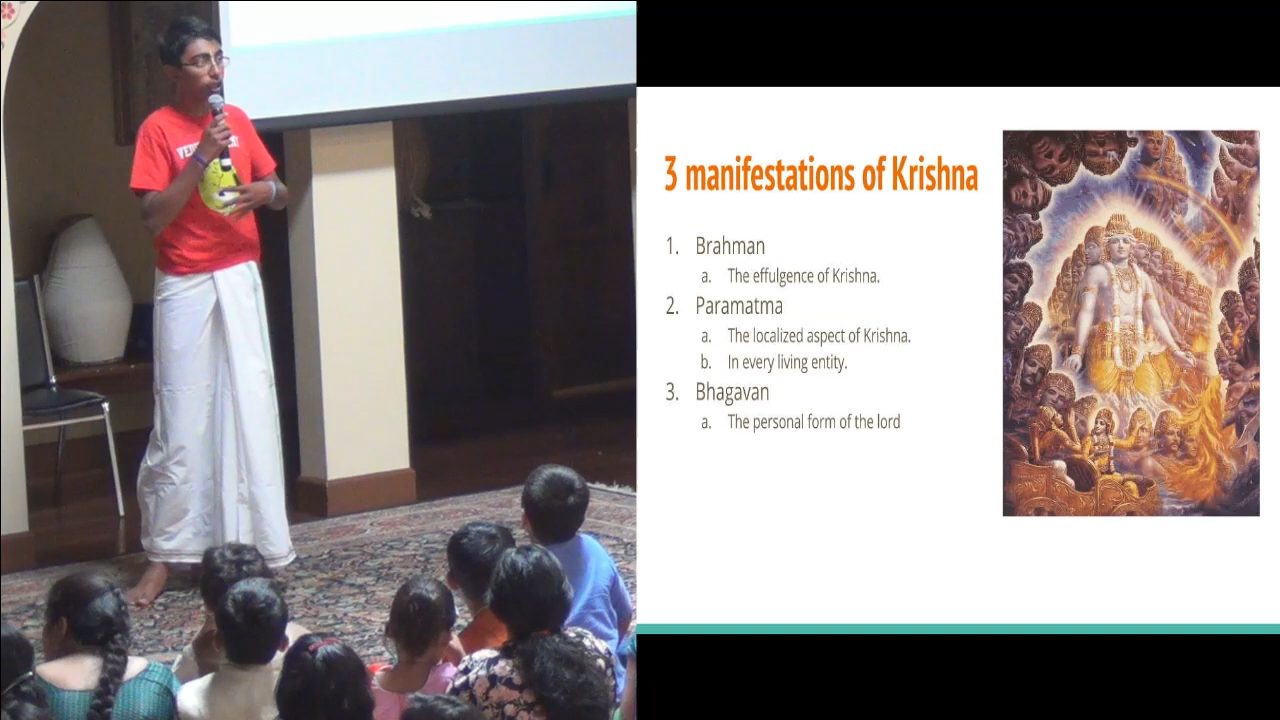 3 manifestations of Krishna
1. Brahman
a. The effulgence of Krishna.
2. Paramatma
a. The localized aspect of Krishna.
b. In every living entity.
3. Bhagavan
a. The personal form of the lord